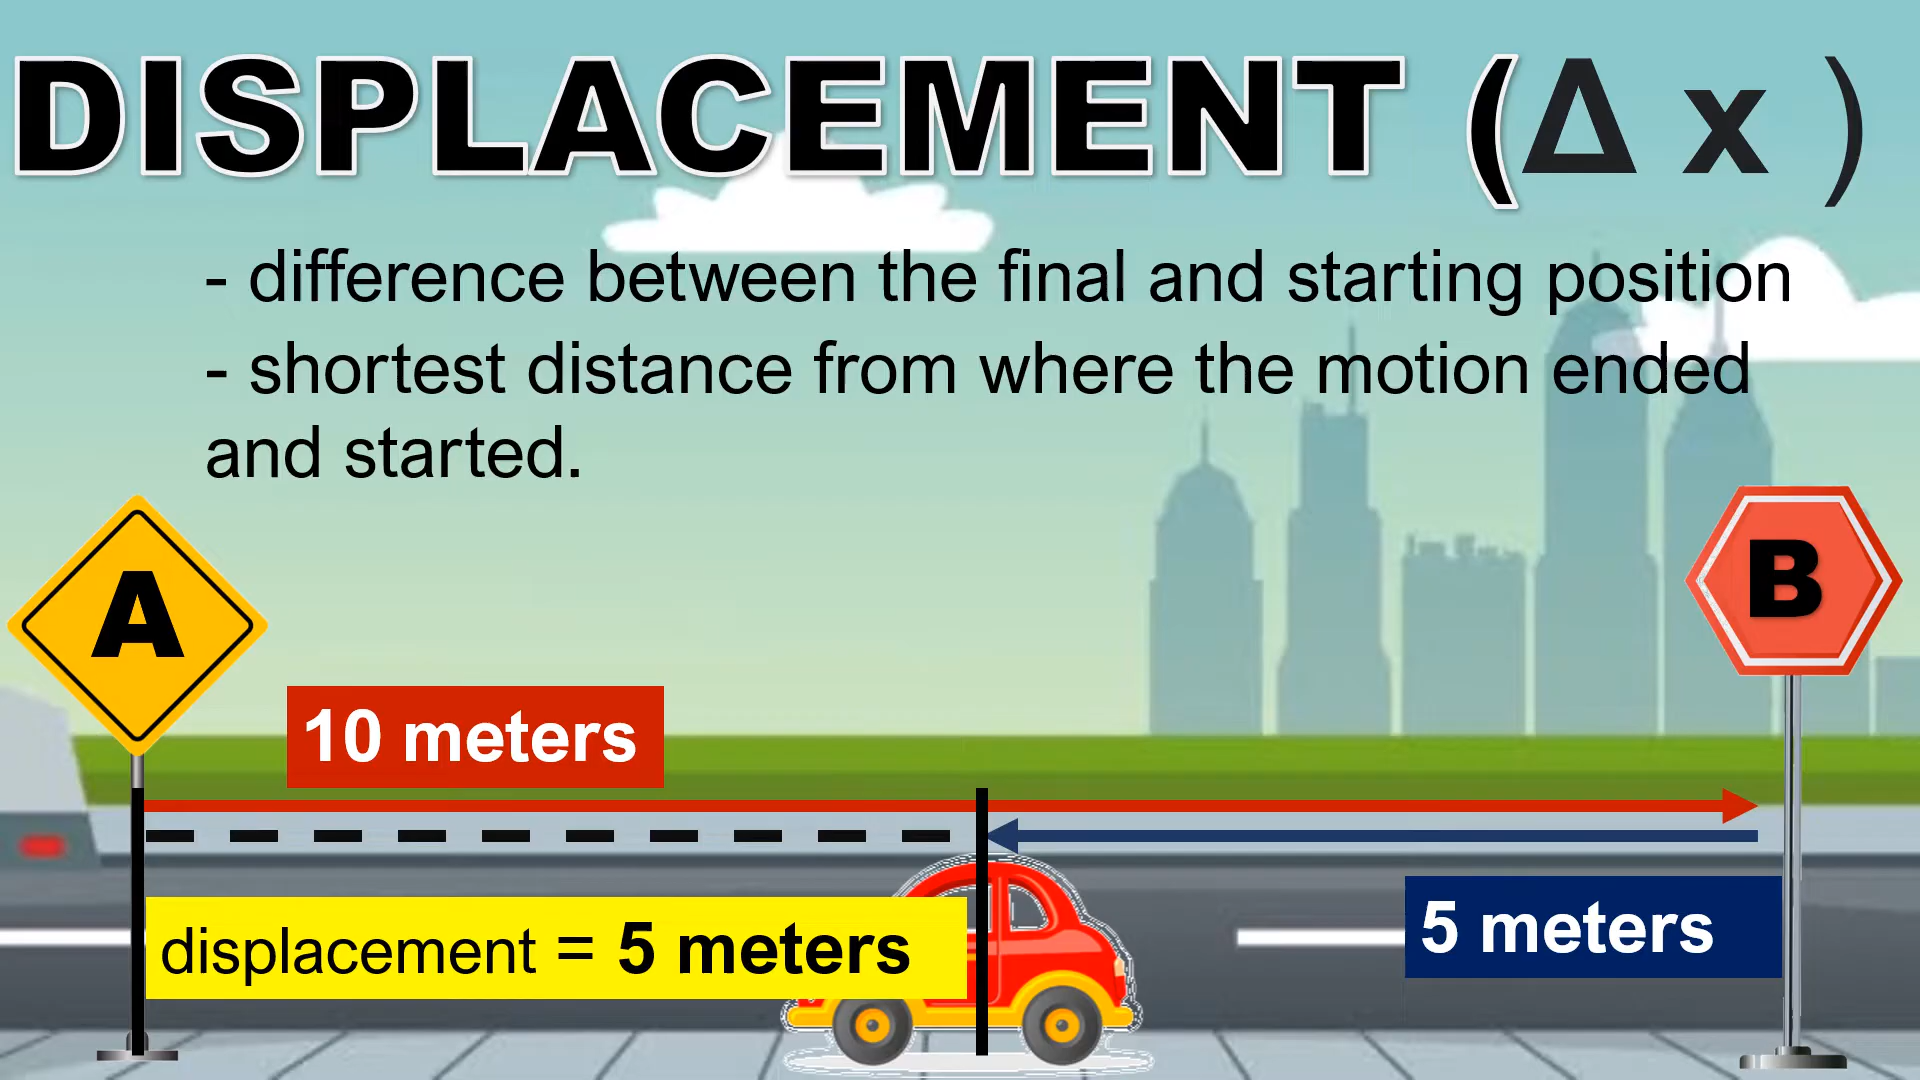 DISPLACEMENT (Δ x )
- difference between the final and starting position
- shortest distance from where the motion ended
and started.
A
B
10 meters
5 meters
displacement = 5 meters